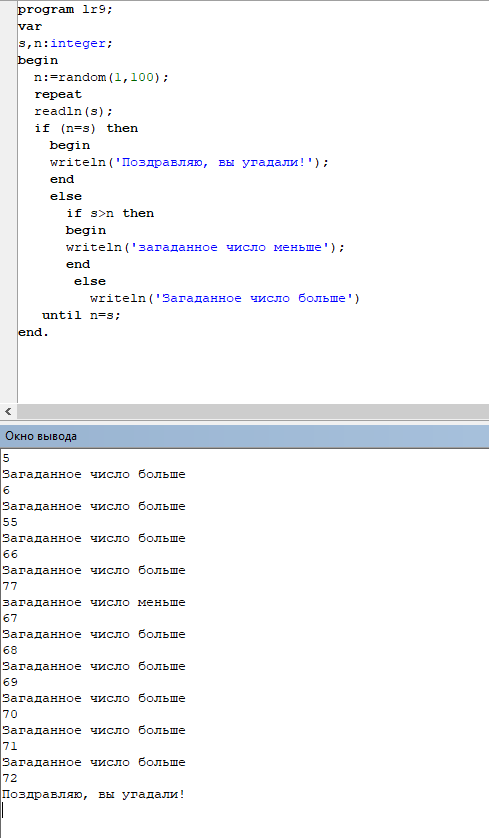 program lr9;
var
s,n:integer;
begin
n:=random(1,100);
repeat
readln(s);
if (n=s) then
begin
writeln('Поздравляю, вы угадали!');
end
else
if s>n then
begin
writeln('загаданное число меньше');
end
else
writeln('Загаданное число больше')
until n=s;
end.
Окно вывода
5
Загаданное число больше
6
Загаданное число больше
55
Загаданное число больше
66
Загаданное число больше
77
загаданное число меньше
67
Загаданное число больше
68
Загаданное число больше
69
Загаданное число больше
70
Загаданное число больше
71
Загаданное число больше
72
Поздравляю, вы угадали!